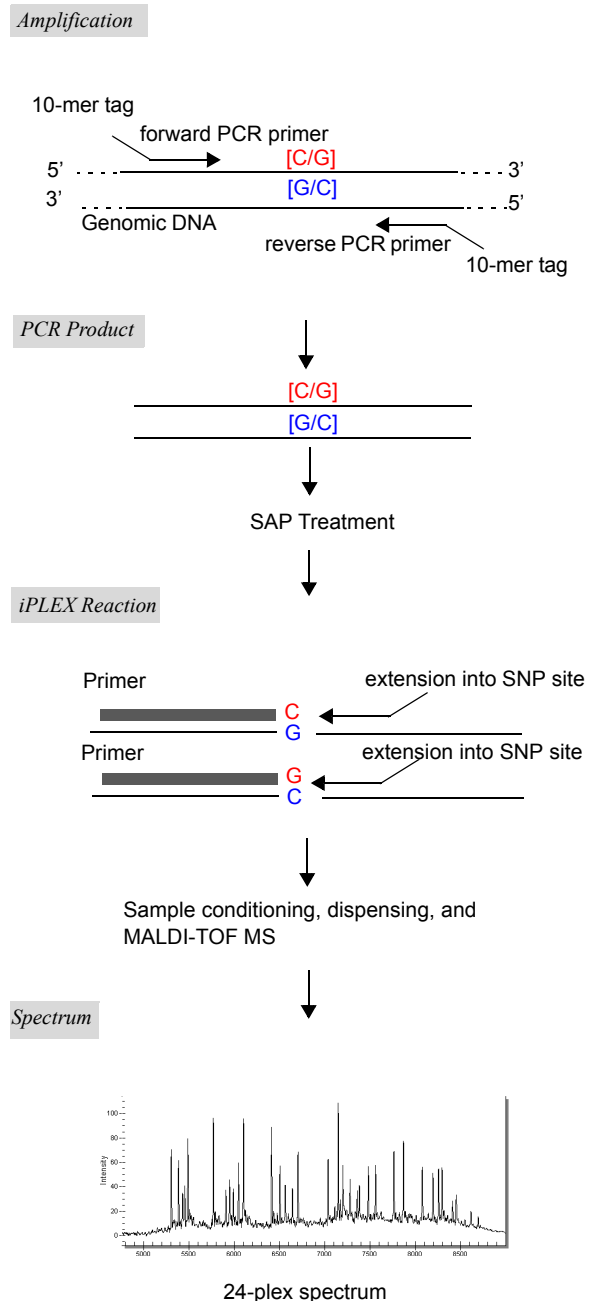 Amplification
10-mer tag
forward PCR primer
[C/G]
5’
3’
[G/C]
3’
5’
Genomic DNA
reverse PCR primer
10-mer tag
PCR Product
[C/G]
[G/C]
SAP Treatment
iPLEX Reaction
Primer
extension into SNP site
C
G
Primer
extension into SNP site
G
C
Sample conditioning, dispensing, and
MALDI-TOF MS
Spectrum
100
80
60
40
20
0
Intensity
5000 5500 6000 6500 7000 7500 8000 8500
24-plex spectrum